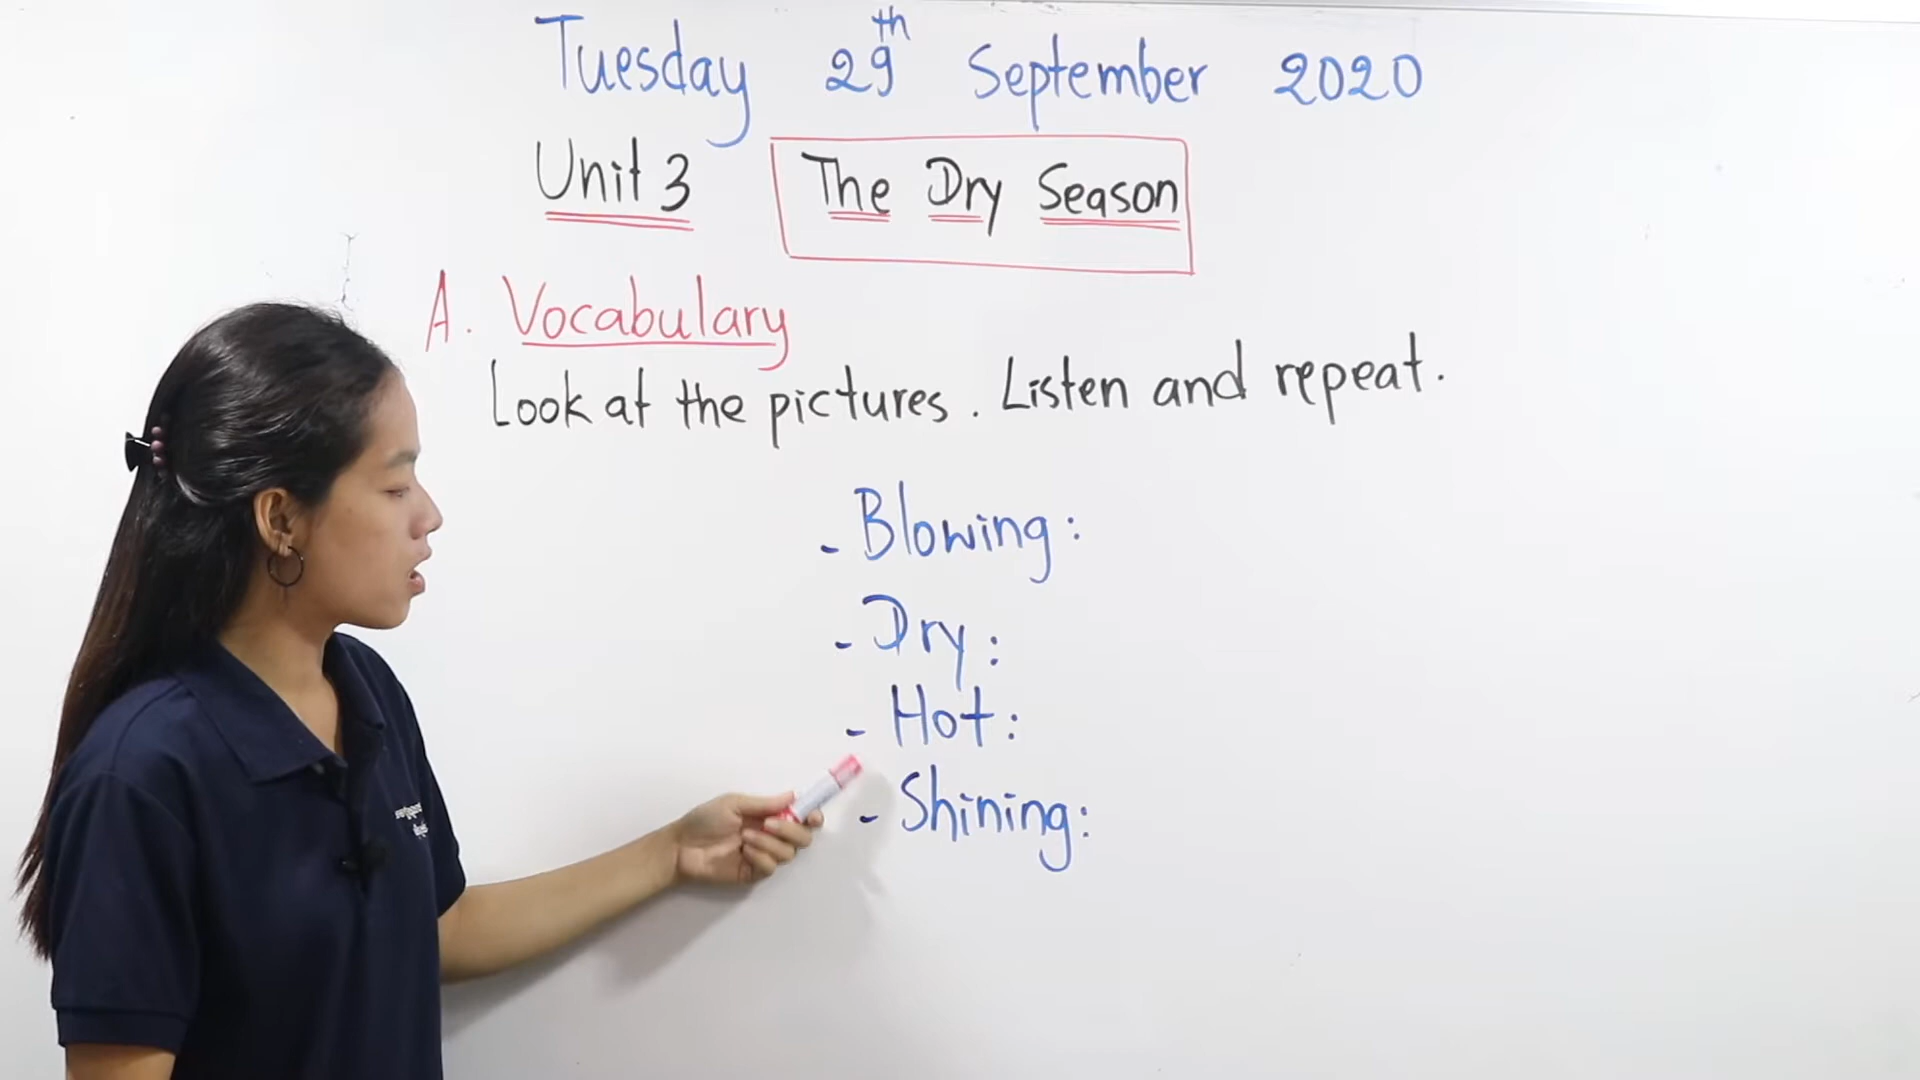 Tuesday 29th September 2020
Unit 3 The Dry Season
A. Vocabulary
Look at the pictures. Listen and repeat.
- Blowing:
- Dry:
- Hot:
- Shining: